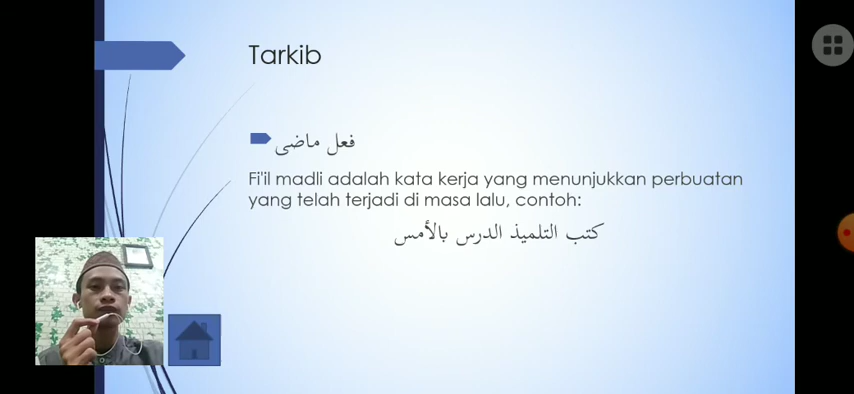 Tarkib
فعل ماضى
Fi'il madli adalah kata kerja yang menunjukkan perbuatan
yang telah terjadi di masa lalu, contoh:
كتب التلميذ الدرس بالأمس